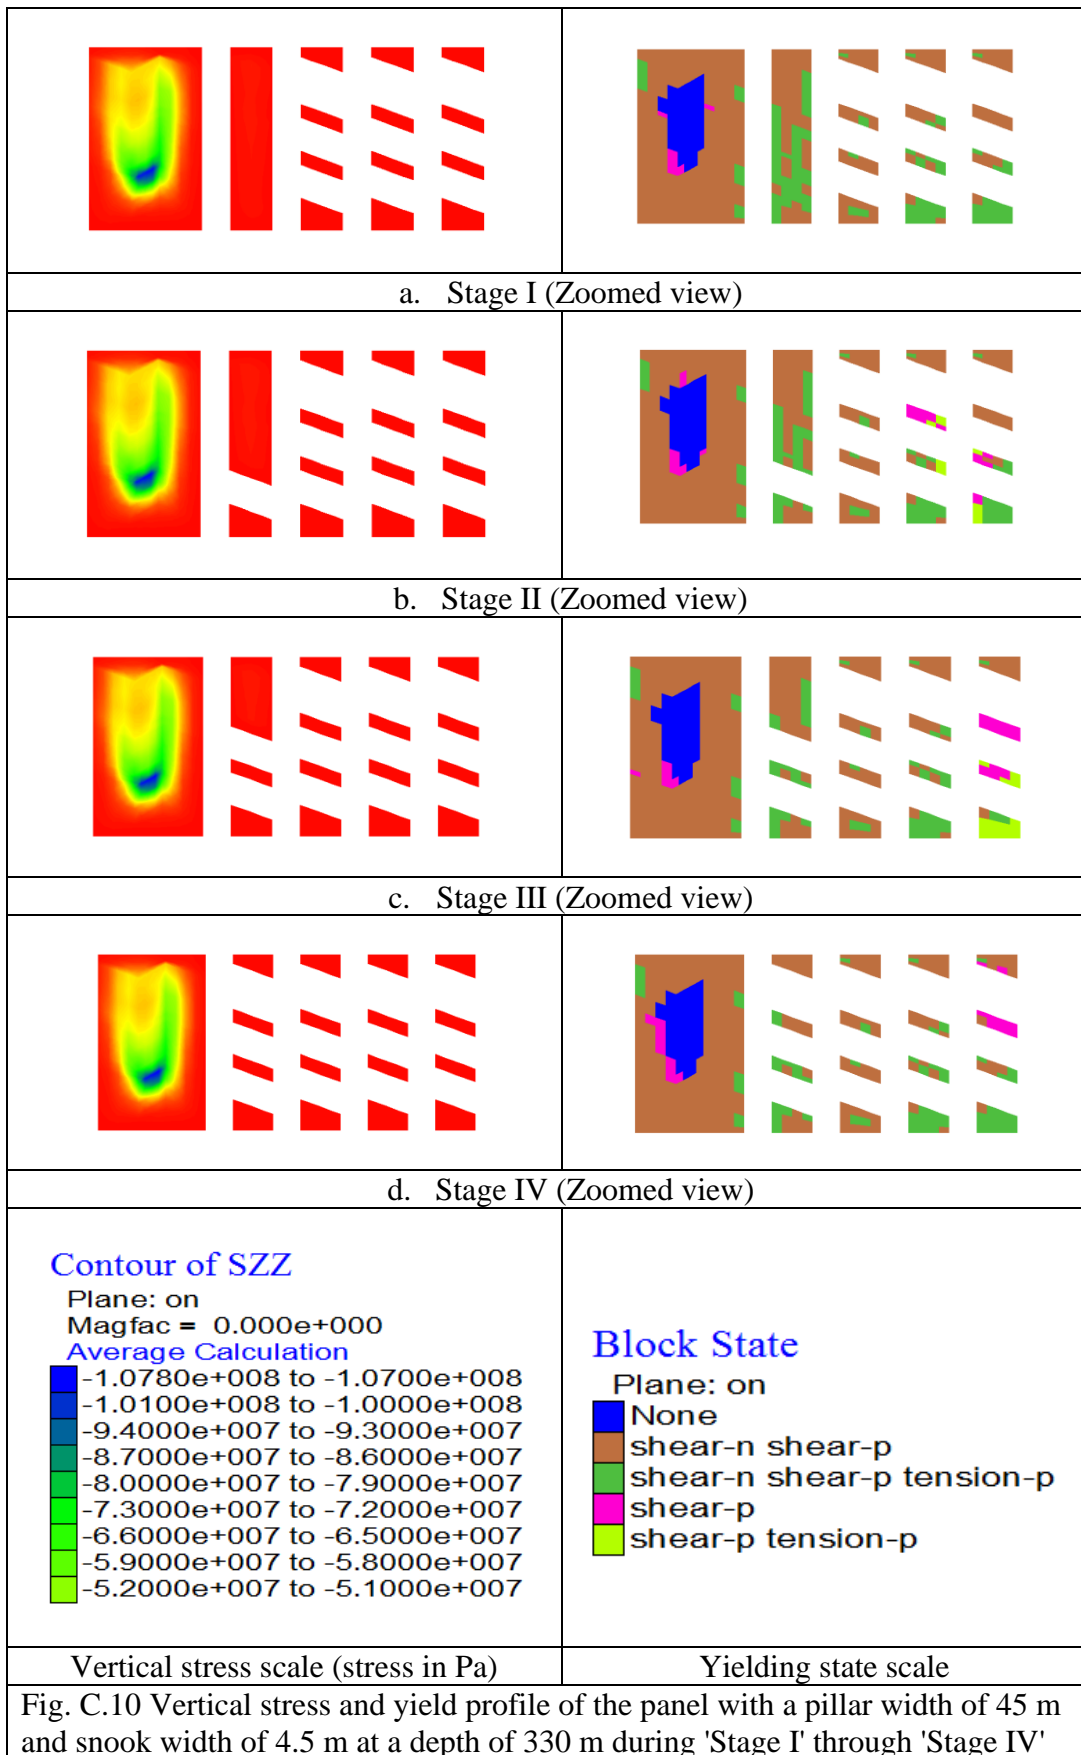 a. Stage I (Zoomed view)
b. Stage II (Zoomed view)
c. Stage III (Zoomed view)
d. Stage IV (Zoomed view)
Contour of SZZ
Plane: on
Magfac = 0.000e+000
Average Calculation
-1.0780e+008 to -1.0700e+008
-1.0100e+008 to -1.0000e+008
-9.4000e+007 to -9.3000e+007
-8.7000e+007 to -8.6000e+007
-8.0000e+007 to -7.9000e+007
-7.3000e+007 to -7.2000e+007
-6.6000e+007 to -6.5000e+007
-5.9000e+007 to -5.8000e+007
-5.2000e+007 to -5.1000e+007
Block State
Plane: on
None
shear-n shear-p
shear-n shear-p tension-p
shear-p
shear-p tension-p
Vertical stress scale (stress in Pa)
Yielding state scale
Fig. C.10 Vertical stress and yield profile of the panel with a pillar width of 45 m
and snook width of 4.5 m at a depth of 330 m during 'Stage I' through 'Stage IV'